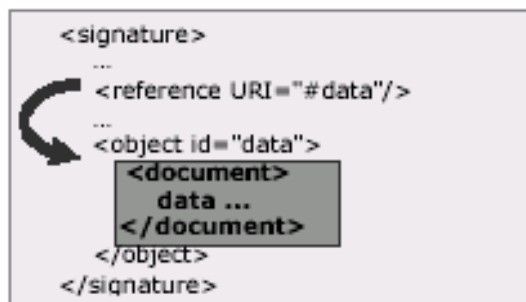 <signature>
...
<reference URI="#data"/>
...
<object id="data">
<document>
data ...
</document>
</object>
</signature>